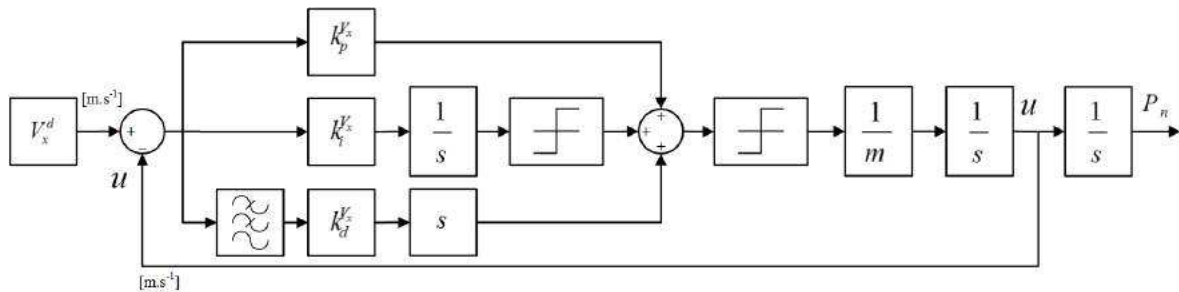 k_p^{V_x}
[m.s⁻¹]
V_x^d
+
−
u
k_i^{V_x}
1/s
+
+
+
1/m
1/s
u
1/s
P_n
k_d^{V_x}
s
[m.s⁻¹]